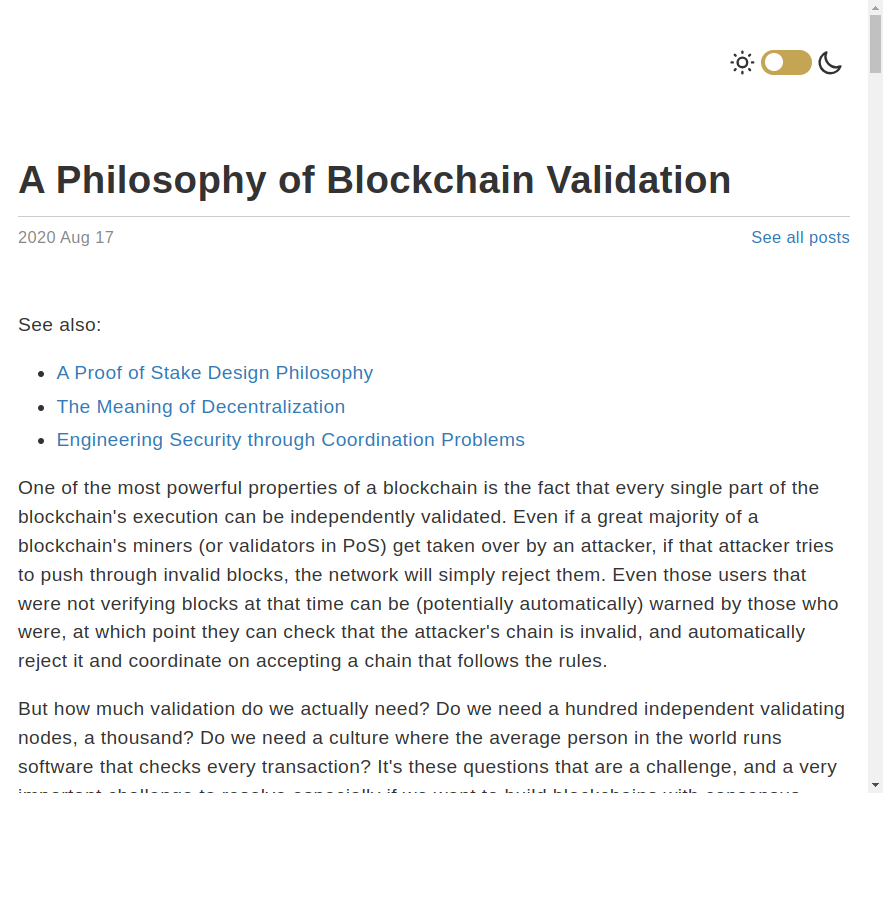 A Philosophy of Blockchain Validation
2020 Aug 17
See all posts
See also:
A Proof of Stake Design Philosophy
The Meaning of Decentralization
Engineering Security through Coordination Problems
One of the most powerful properties of a blockchain is the fact that every single part of the
blockchain's execution can be independently validated. Even if a great majority of a
blockchain's miners (or validators in PoS) get taken over by an attacker, if that attacker tries
to push through invalid blocks, the network will simply reject them. Even those users that
were not verifying blocks at that time can be (potentially automatically) warned by those who
were, at which point they can check that the attacker's chain is invalid, and automatically
reject it and coordinate on accepting a chain that follows the rules.
But how much validation do we actually need? Do we need a hundred independent validating
nodes, a thousand? Do we need a culture where the average person in the world runs
software that checks every transaction? It's these questions that are a challenge, and a very